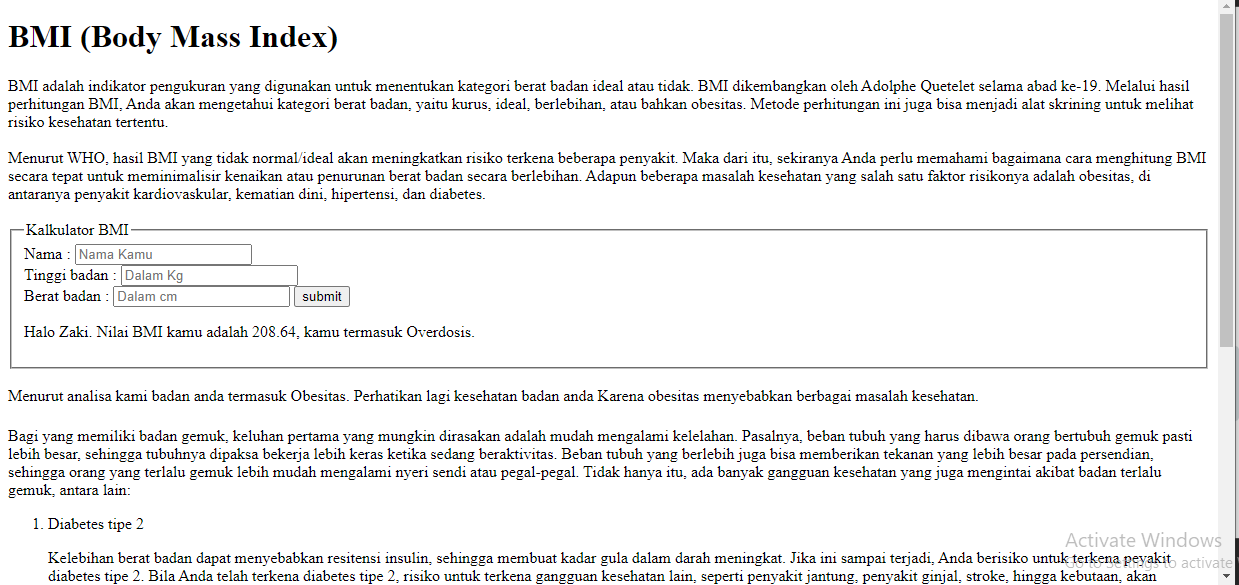 BMI (Body Mass Index)
BMI adalah indikator pengukuran yang digunakan untuk menentukan kategori berat badan ideal atau tidak. BMI dikembangkan oleh Adolphe Quetelet selama abad ke-19. Melalui hasil
perhitungan BMI, Anda akan mengetahui kategori berat badan, yaitu kurus, ideal, berlebihan, atau bahkan obesitas. Metode perhitungan ini juga bisa menjadi alat skrining untuk melihat
risiko kesehatan tertentu.
Menurut WHO, hasil BMI yang tidak normal/ideal akan meningkatkan risiko terkena beberapa penyakit. Maka dari itu, sekiranya Anda perlu memahami bagaimana cara menghitung BMI
secara tepat untuk meminimalisir kenaikan atau penurunan berat badan secara berlebihan. Adapun beberapa masalah kesehatan yang salah satu faktor risikonya adalah obesitas, di
antaranya penyakit kardiovaskular, kematian dini, hipertensi, dan diabetes.
Kalkulator BMI
Nama : Nama Kamu
Tinggi badan : Dalam Kg
Berat badan : Dalam cm submit
Halo Zaki. Nilai BMI kamu adalah 208.64, kamu termasuk Overdosis.
Menurut analisa kami badan anda termasuk Obesitas. Perhatikan lagi kesehatan badan anda Karena obesitas menyebabkan berbagai masalah kesehatan.
Bagi yang memiliki badan gemuk, keluhan pertama yang mungkin dirasakan adalah mudah mengalami kelelahan. Pasalnya, beban tubuh yang harus dibawa orang bertubuh gemuk pasti
lebih besar, sehingga tubuhnya dipaksa bekerja lebih keras ketika sedang beraktivitas. Beban tubuh yang berlebih juga bisa memberikan tekanan yang lebih besar pada persendian,
sehingga orang yang terlalu gemuk lebih mudah mengalami nyeri sendi atau pegal-pegal. Tidak hanya itu, ada banyak gangguan kesehatan yang juga mengintai akibat badan terlalu
gemuk, antara lain:
1. Diabetes tipe 2
Activate Windows
Kelebihan berat badan dapat menyebabkan resitensi insulin, sehingga membuat kadar gula dalam darah meningkat. Jika ini sampai terjadi, Anda berisiko untuk terkena peyakit
Go to Settings to activate
diabetes tipe 2. Bila Anda telah terkena diabetes tipe 2, risiko untuk terkena gangguan kesehatan lain, seperti penyakit jantung, penyakit ginjal, stroke, hingga kebutaan, akan